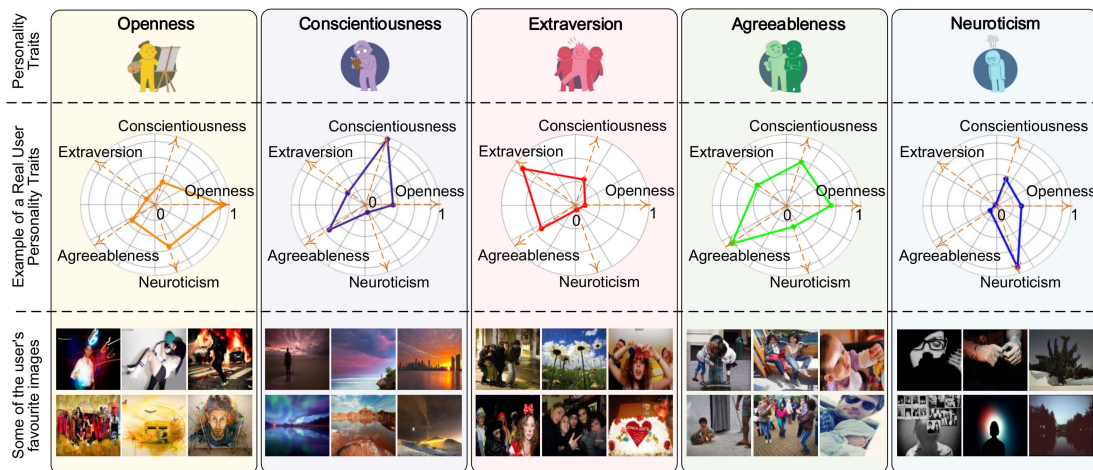 Openness
Conscientiousness
Extraversion
Agreeableness
Neuroticism
Personality
Traits
Example of a Real User
Personality Traits
Conscientiousness
Extraversion
Openness
0
1
Agreeableness
Neuroticism
Conscientiousness
Extraversion
Openness
0
1
Agreeableness
Neuroticism
Conscientiousness
Extraversion
Openness
0
1
Agreeableness
Neuroticism
Conscientiousness
Extraversion
Openness
0
1
Agreeableness
Neuroticism
Conscientiousness
Extraversion
Openness
0
1
Agreeableness
Neuroticism
Some of the user's
favourite images